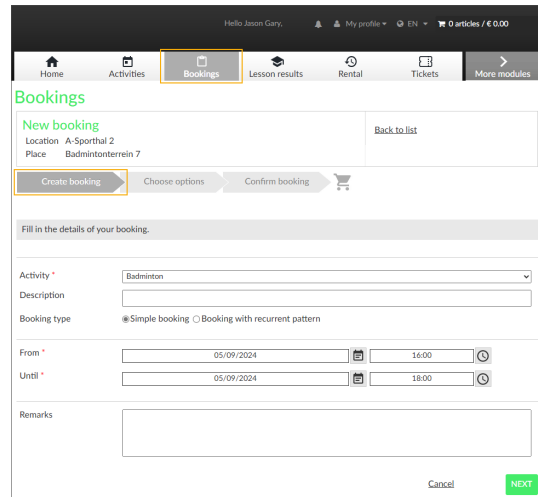 Hello Jason Gary, My profile EN 0 articles / € 0.00
Home Activities Bookings Lesson results Rental Tickets More modules
Bookings
New booking
Back to list
Location A-Sporthal 2
Place Badmintonterrein 7
Create booking Choose options Confirm booking
Fill in the details of your booking.
Activity * Badminton
Description
Booking type Simple booking Booking with recurrent pattern
From * 05/09/2024 16:00
Until * 05/09/2024 18:00
Remarks
Cancel NEXT